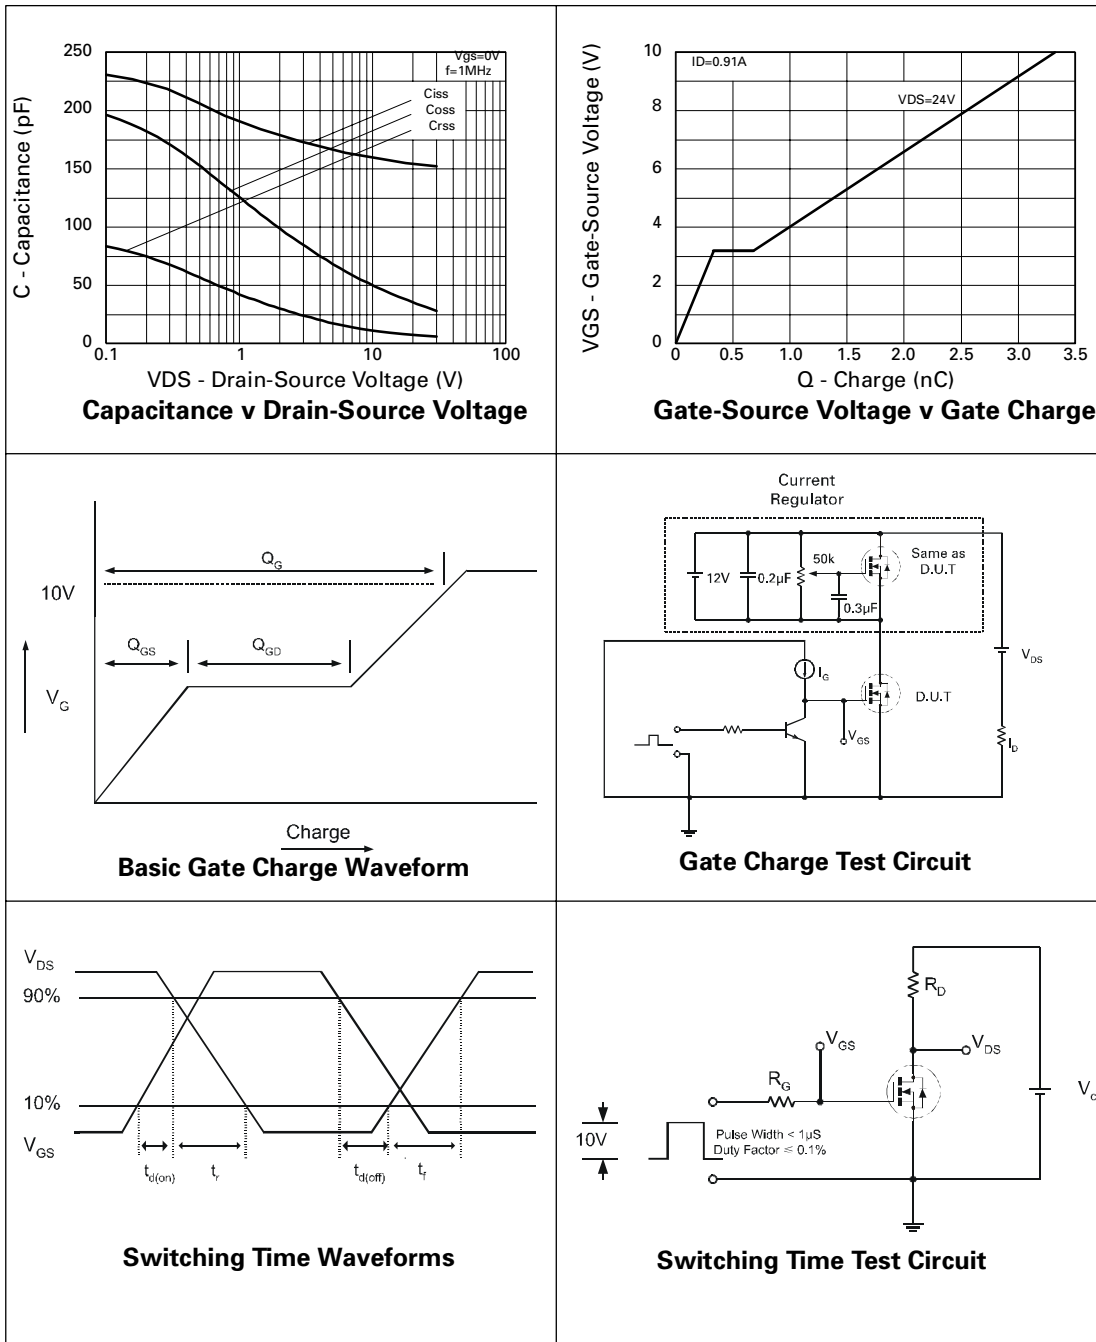 250
200
150
100
50
0
Vgs=0V
f=1MHz
Ciss
Coss
Crss
C - Capacitance (pF)
0.1
1
10
100
VDS - Drain-Source Voltage (V)
Capacitance v Drain-Source Voltage
10
8
6
4
2
0
ID=0.91A
VDS=24V
VGS - Gate-Source Voltage (V)
0
0.5
1.0
1.5
2.0
2.5
3.0
3.5
Q - Charge (nC)
Gate-Source Voltage v Gate Charge
10V
QG
QGS
QGD
VG
Charge
Basic Gate Charge Waveform
Current
Regulator
12V
0.2µF
50k
0.3µF
Same as
D.U.T
IG
VGS
D.U.T
VDS
ID
Gate Charge Test Circuit
VDS
90%
10%
VGS
td(on)
tr
td(off)
tf
Switching Time Waveforms
RD
VGS
VDS
RG
10V
Pulse Width < 1µS
Duty Factor ≤ 0.1%
Switching Time Test Circuit